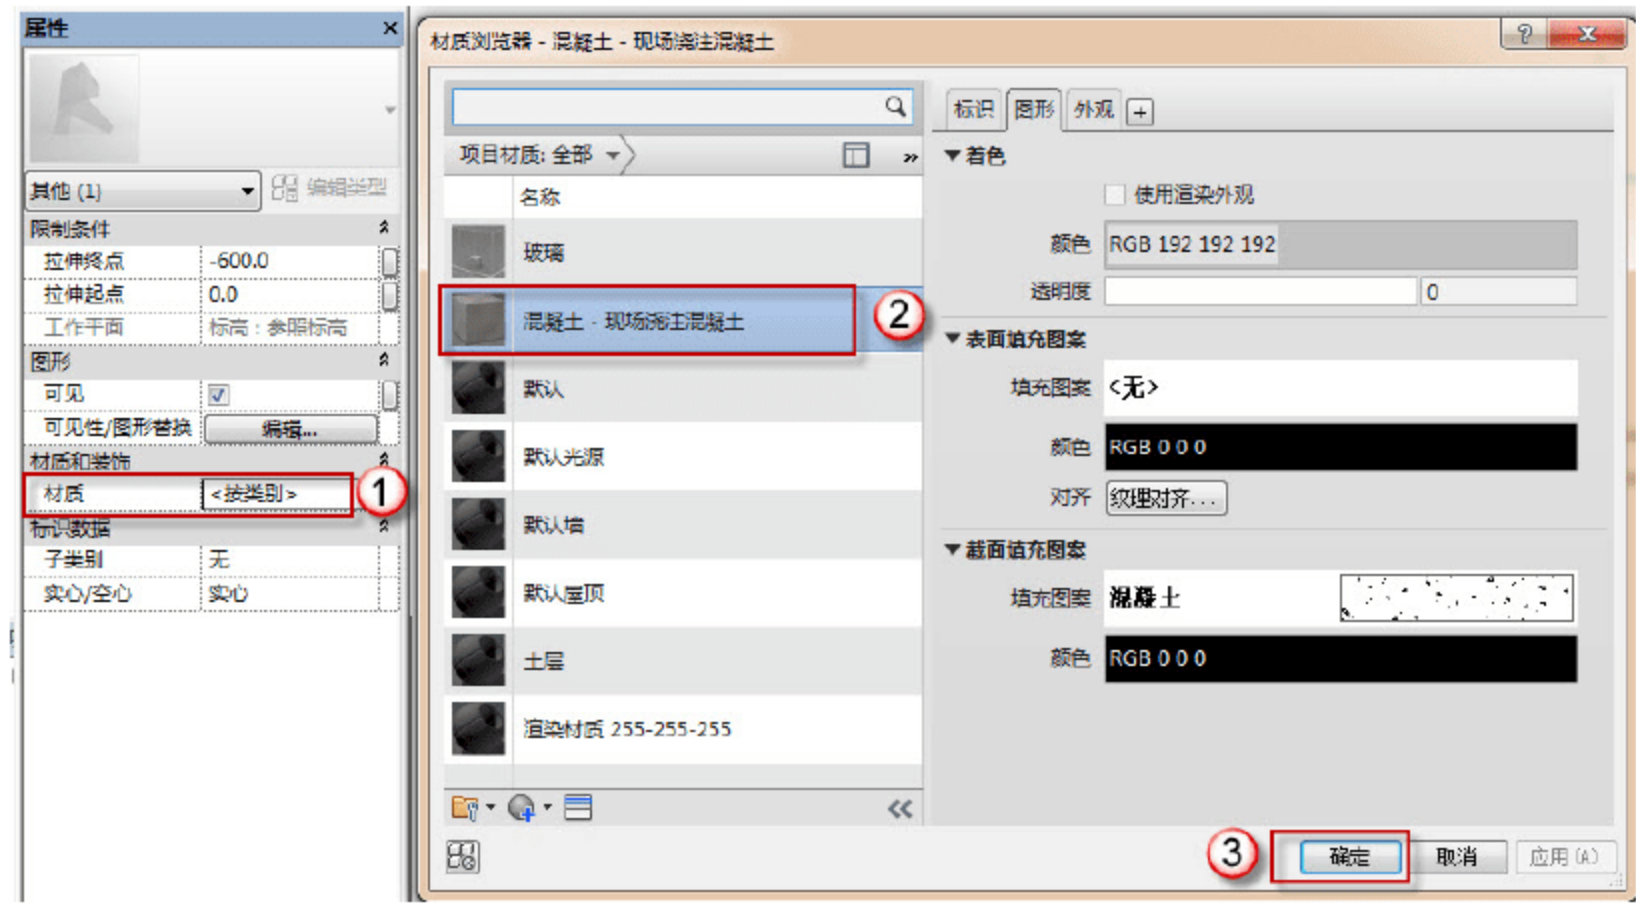 属性
其他 (1)
编辑类型
限制条件
拉伸终点 -600.0
拉伸起点 0.0
工作平面 标高 : 参照标高
图形
可见
可见性/图形替换 编辑...
材质和装饰
材质 <按类别>
1
标识数据
子类别 无
实心/空心 实心
材质浏览器 - 混凝土 - 现场浇注混凝土
?
项目材质: 全部
»
名称
玻璃
混凝土 - 现场浇注混凝土
2
默认
默认光源
默认墙
默认屋顶
土层
渲染材质 255-255-255
标识 图形 外观 +
着色
使用渲染外观
颜色 RGB 192 192 192
透明度 0
表面填充图案
填充图案 <无>
颜色 RGB 0 0 0
对齐 纹理对齐...
截面填充图案
填充图案 混凝土
颜色 RGB 0 0 0
3
确定 取消 应用(A)